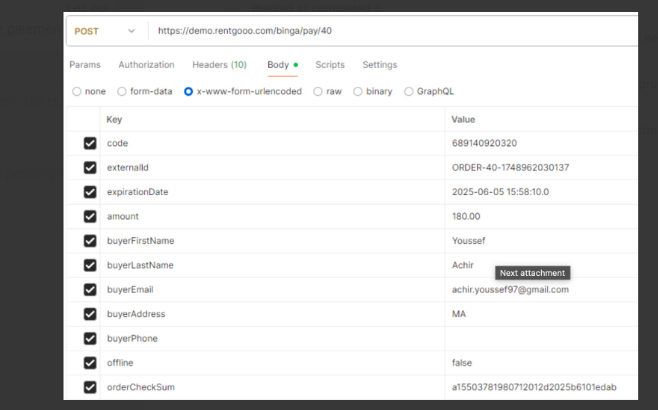 POST https://demo.rentgooo.com/binga/pay/40
Params Authorization Headers (10) Body Scripts Settings
none form-data x-www-form-urlencoded raw binary GraphQL
Key Value
code 689140920320
externalId ORDER-40-1748962030137
expirationDate 2025-06-05 15:58:10.0
amount 180.00
buyerFirstName Youssef
buyerLastName Achir
Next attachment
buyerEmail achir.youssef97@gmail.com
buyerAddress MA
buyerPhone
offline false
orderCheckSum a15503781980712012d2025b6101edab